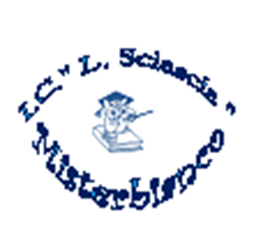 I.C " L. Sciascia "
Misterbianco